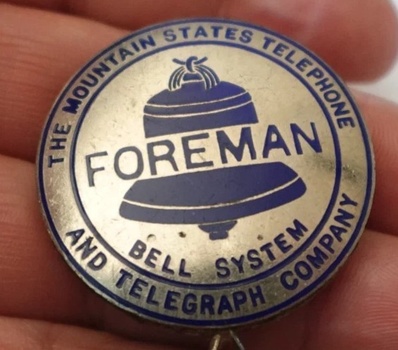 THE MOUNTAIN STATES TELEPHONE
FOREMAN
BELL SYSTEM
AND TELEGRAPH COMPANY